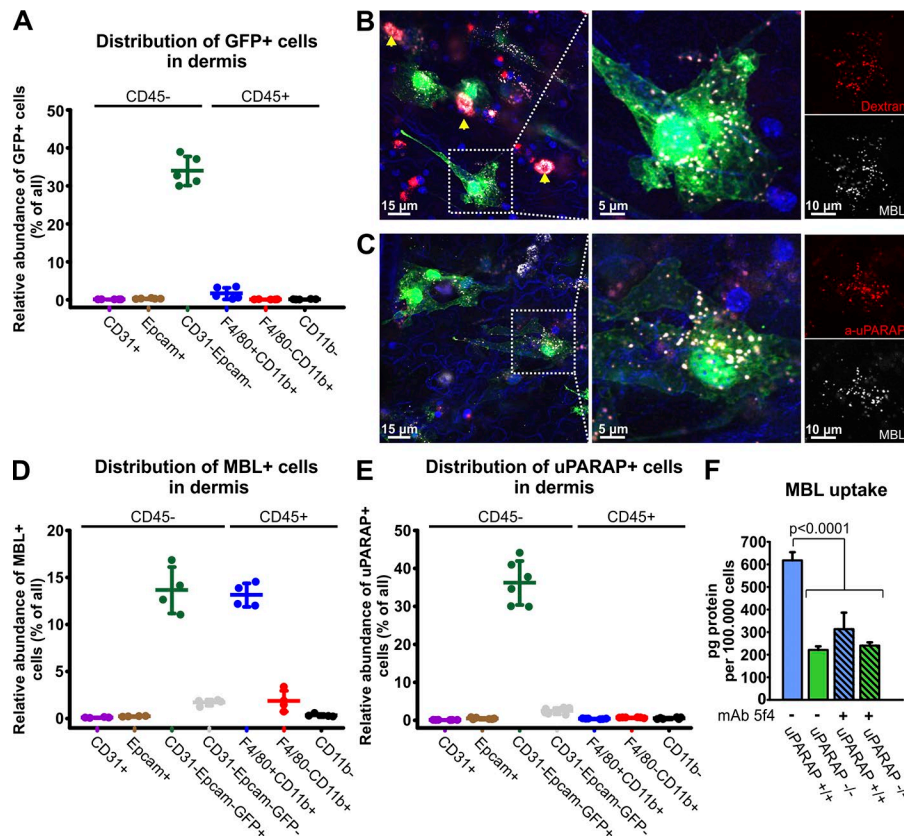 A
Distribution of GFP+ cells
in dermis
CD45-
CD45+
Relative abundance of GFP+ cells
(% of all)
50
40
30
20
10
0
CD31+
Epcam+
CD31-Epcam-
F4/80+CD11b+
F4/80-CD11b+
CD11b-
B
15 µm
5 µm
Dextran
10 µm
MBL
C
15 µm
5 µm
a-uPARAP
10 µm
MBL
D
Distribution of MBL+ cells
in dermis
CD45-
CD45+
Relative abundance of MBL+
cells (% of all)
20
15
10
5
0
CD31+
Epcam+
CD31-Epcam-GFP+
CD31-Epcam-GFP-
F4/80+CD11b+
F4/80-CD11b+
CD11b-
E
Distribution of uPARAP+ cells
in dermis
CD45-
CD45+
Relative abundance of uPARAP+
cells (% of all)
50
40
30
20
10
0
CD31+
Epcam+
CD31-Epcam-GFP+
CD31-Epcam-GFP-
F4/80+CD11b+
F4/80-CD11b+
CD11b-
F
MBL uptake
p<0.0001
pg protein
per 100.000 cells
700
600
500
400
300
200
100
0
mAb 5f4 - - + +
uPARAP +/+
uPARAP -/-
uPARAP +/+
uPARAP -/-